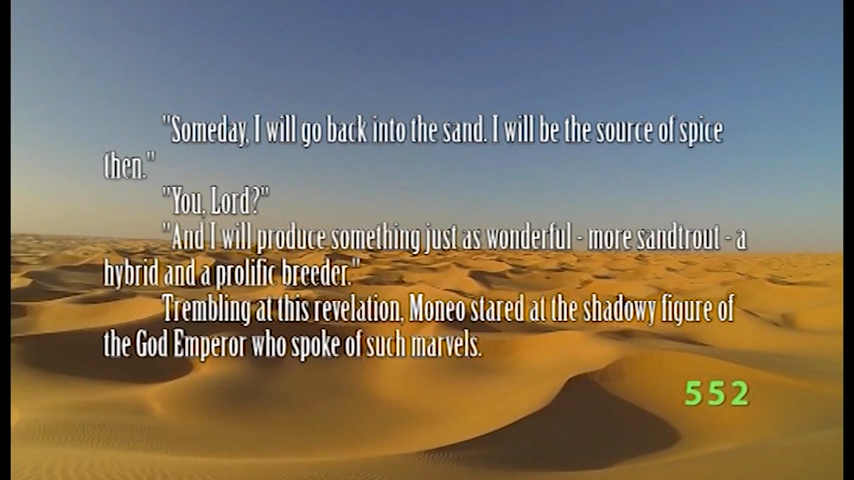 "Someday, I will go back into the sand. I will be the source of spice
then."
"You, Lord?"
"And I will produce something just as wonderful - more sandtrout - a
hybrid and a prolific breeder."
Trembling at this revelation, Moneo stared at the shadowy figure of
the God Emperor who spoke of such marvels.
552